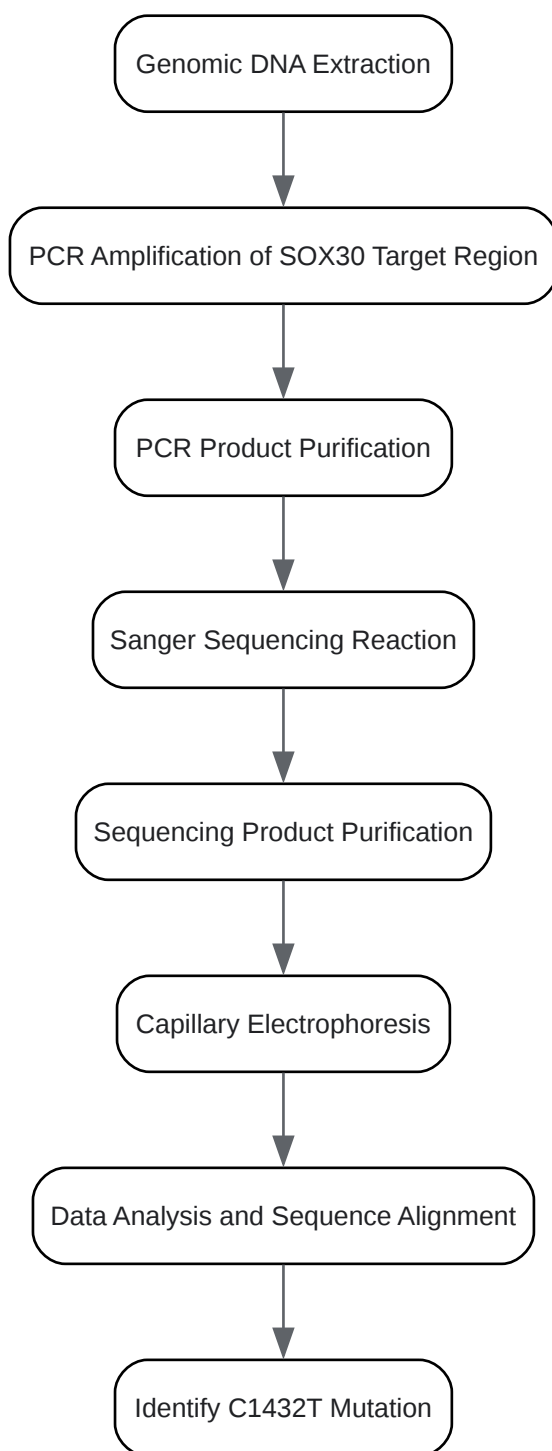 Genomic DNA Extraction
PCR Amplification of SOX30 Target Region
PCR Product Purification
Sanger Sequencing Reaction
Sequencing Product Purification
Capillary Electrophoresis
Data Analysis and Sequence Alignment
Identify C1432T Mutation